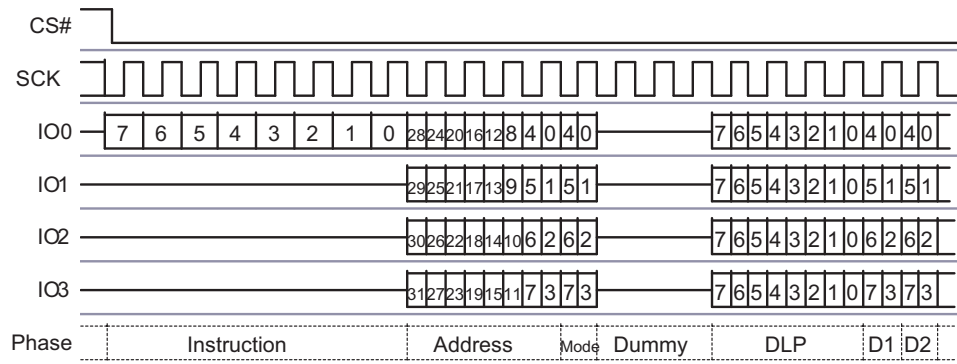 CS#
SCK
IO0 7 6 5 4 3 2 1 0 28 24 20 16 12 8 4 0 4 0 7 6 5 4 3 2 1 0 4 0 4 0
IO1 29 25 21 17 13 9 5 1 5 1 7 6 5 4 3 2 1 0 5 1 5 1
IO2 30 26 22 18 14 10 6 2 6 2 7 6 5 4 3 2 1 0 6 2 6 2
IO3 31 27 23 19 15 11 7 3 7 3 7 6 5 4 3 2 1 0 7 3 7 3
Phase Instruction Address Mode Dummy DLP D1 D2